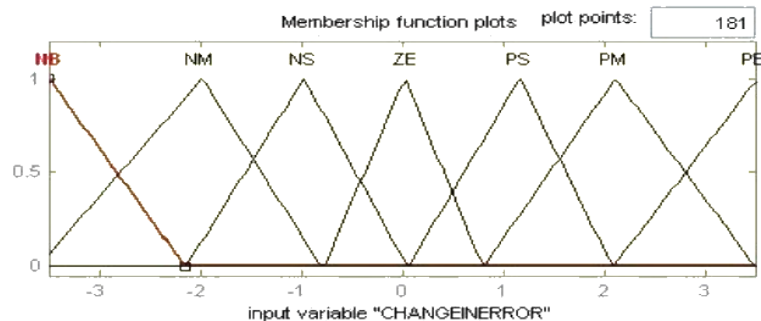 Membership function plots plot points: 181
NB NM NS ZE PS PM PB
1
0.5
0
-3 -2 -1 0 1 2 3
input variable "CHANGEINERROR"